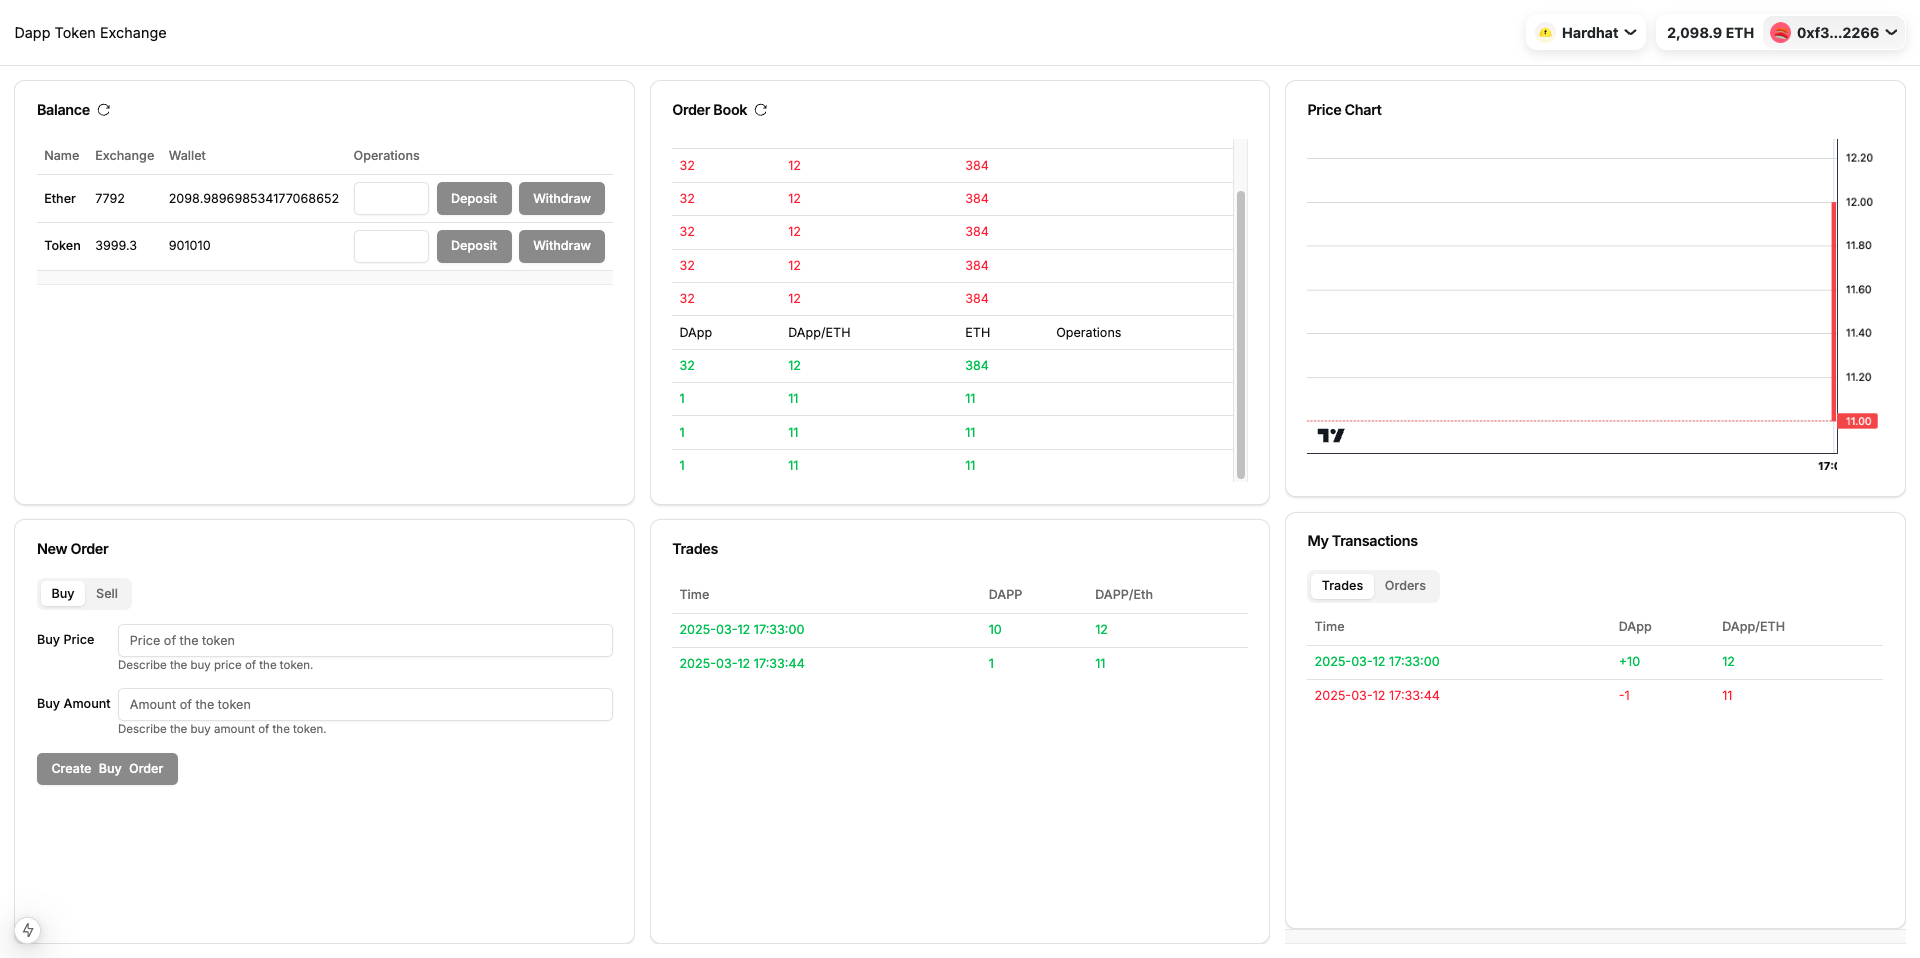 Dapp Token Exchange
Hardhat
2,098.9 ETH
0xf3...2266
Balance
Name Exchange Wallet Operations
Ether 7792 2098.989698534177068652 Deposit Withdraw
Token 3999.3 901010 Deposit Withdraw
Order Book
32 12 384
32 12 384
32 12 384
32 12 384
32 12 384
DApp DApp/ETH ETH Operations
32 12 384
1 11 11
1 11 11
1 11 11
Price Chart
12.20
12.00
11.80
11.60
11.40
11.20
11.00
New Order
Buy Sell
Buy Price Price of the token
Describe the buy price of the token.
Buy Amount Amount of the token
Describe the buy amount of the token.
Create Buy Order
Trades
Time DAPP DAPP/Eth
2025-03-12 17:33:00 10 12
2025-03-12 17:33:44 1 11
My Transactions
Trades Orders
Time DApp DApp/ETH
2025-03-12 17:33:00 +10 12
2025-03-12 17:33:44 -1 11